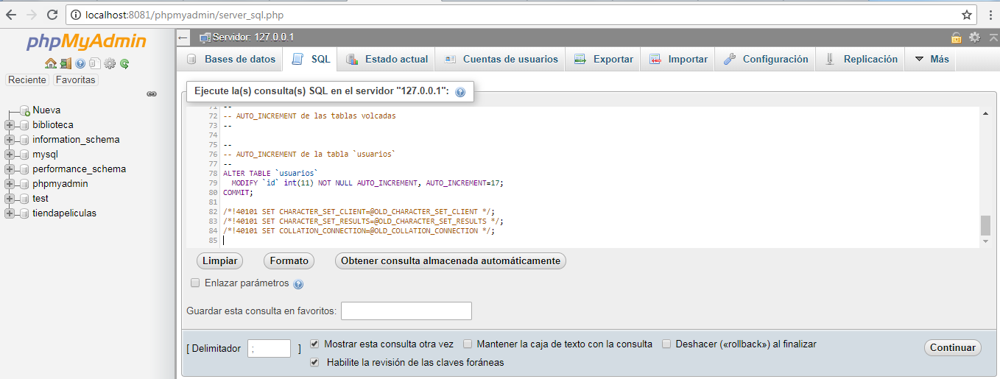 localhost:8081/phpmyadmin/server_sql.php
phpMyAdmin
Reciente Favoritas
Nueva
biblioteca
information_schema
mysql
performance_schema
phpmyadmin
test
tiendapeliculas
Servidor: 127.0.0.1
Bases de datos SQL Estado actual Cuentas de usuarios Exportar Importar Configuración Replicación Más
Ejecute la(s) consulta(s) SQL en el servidor "127.0.0.1":
71 --
72 -- AUTO_INCREMENT de las tablas volcadas
73 --
74
75 --
76 -- AUTO_INCREMENT de la tabla `usuarios`
77 --
78 ALTER TABLE `usuarios`
79 MODIFY `id` int(11) NOT NULL AUTO_INCREMENT, AUTO_INCREMENT=17;
80 COMMIT;
81
82 /*!40101 SET CHARACTER_SET_CLIENT=@OLD_CHARACTER_SET_CLIENT */;
83 /*!40101 SET CHARACTER_SET_RESULTS=@OLD_CHARACTER_SET_RESULTS */;
84 /*!40101 SET COLLATION_CONNECTION=@OLD_COLLATION_CONNECTION */;
85
Limpiar Formato Obtener consulta almacenada automáticamente
Enlazar parámetros
Guardar esta consulta en favoritos:
[ Delimitador ; ] Mostrar esta consulta otra vez Mantener la caja de texto con la consulta Deshacer («rollback») al finalizar Continuar
Habilite la revisión de las claves foráneas